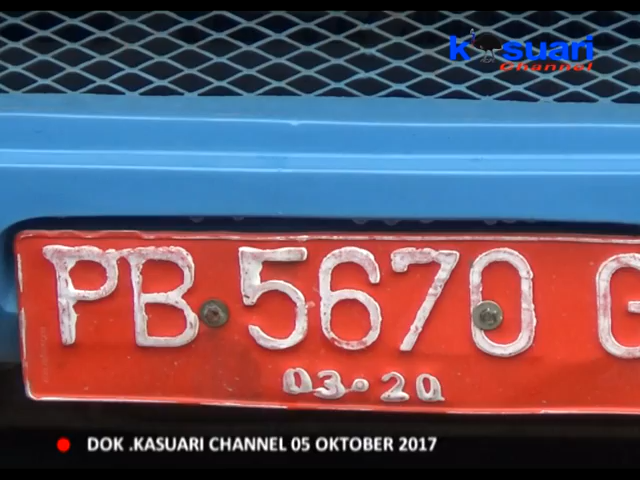 Kasuari
Channel
PB 5670 G
03•20
DOK .KASUARI CHANNEL 05 OKTOBER 2017